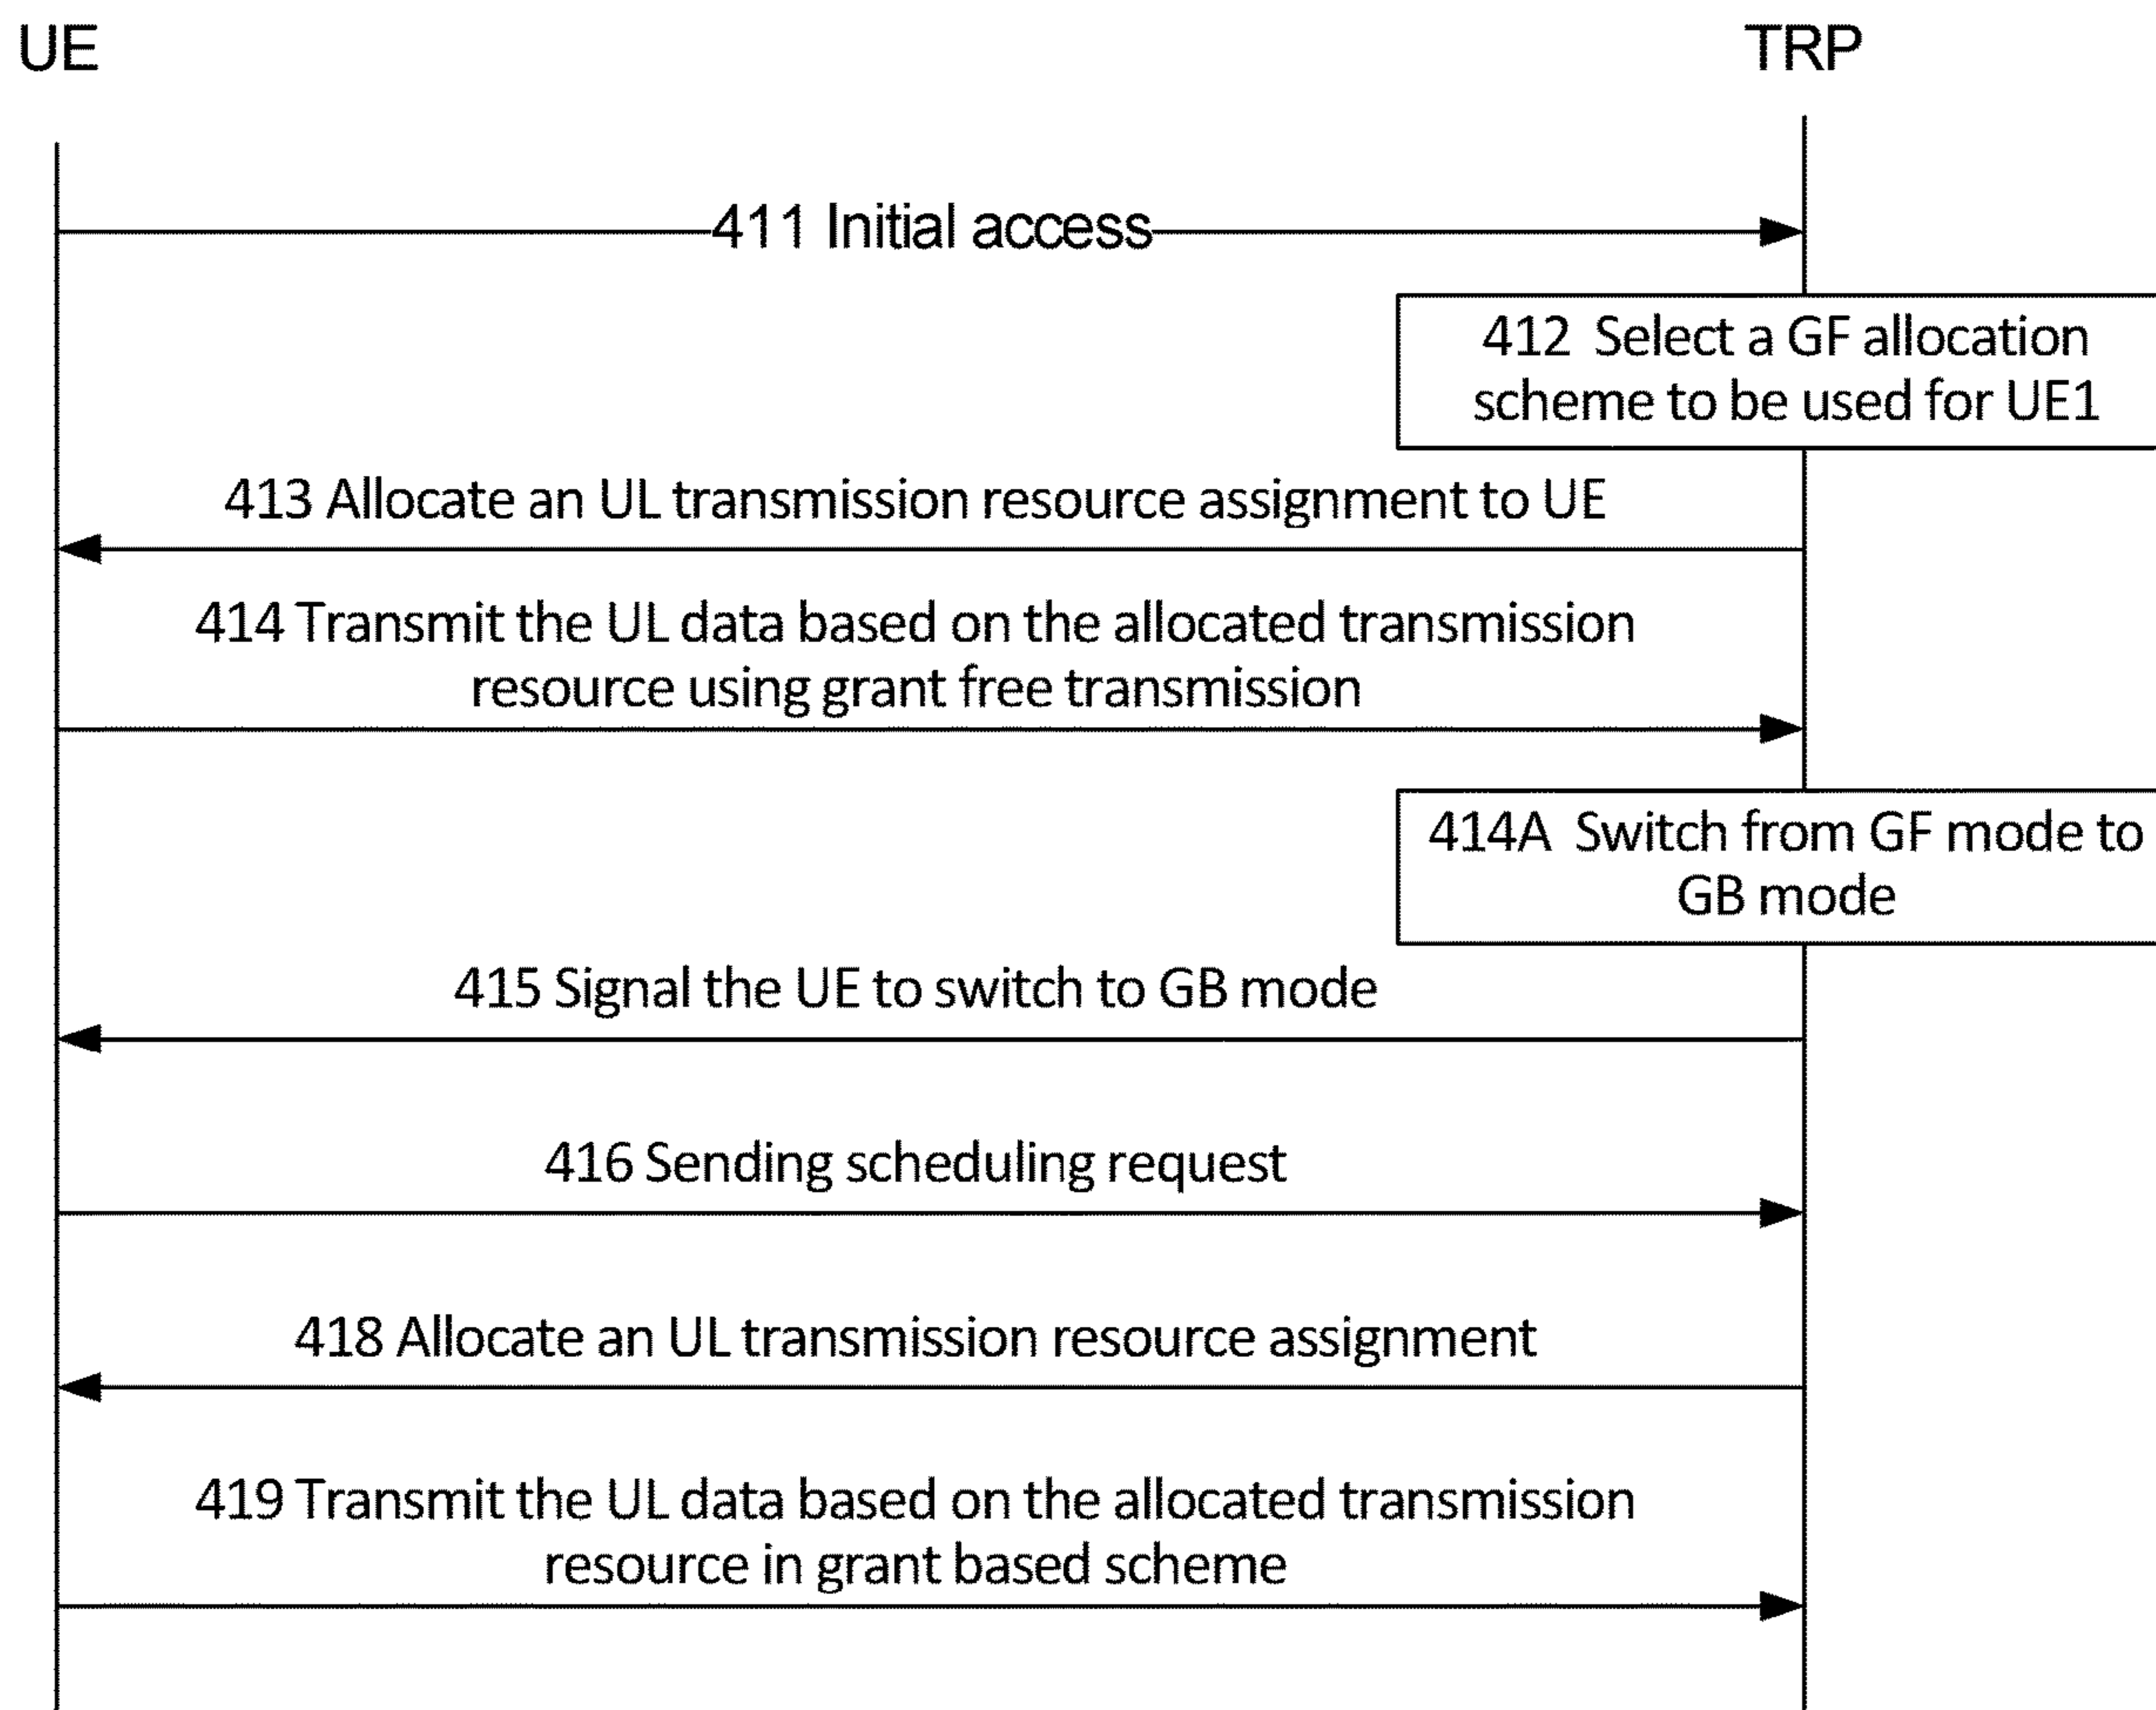 UE
TRP
411 Initial access
412 Select a GF allocation
scheme to be used for UE1
413 Allocate an UL transmission resource assignment to UE
414 Transmit the UL data based on the allocated transmission
resource using grant free transmission
414A Switch from GF mode to
GB mode
415 Signal the UE to switch to GB mode
416 Sending scheduling request
418 Allocate an UL transmission resource assignment
419 Transmit the UL data based on the allocated transmission
resource in grant based scheme